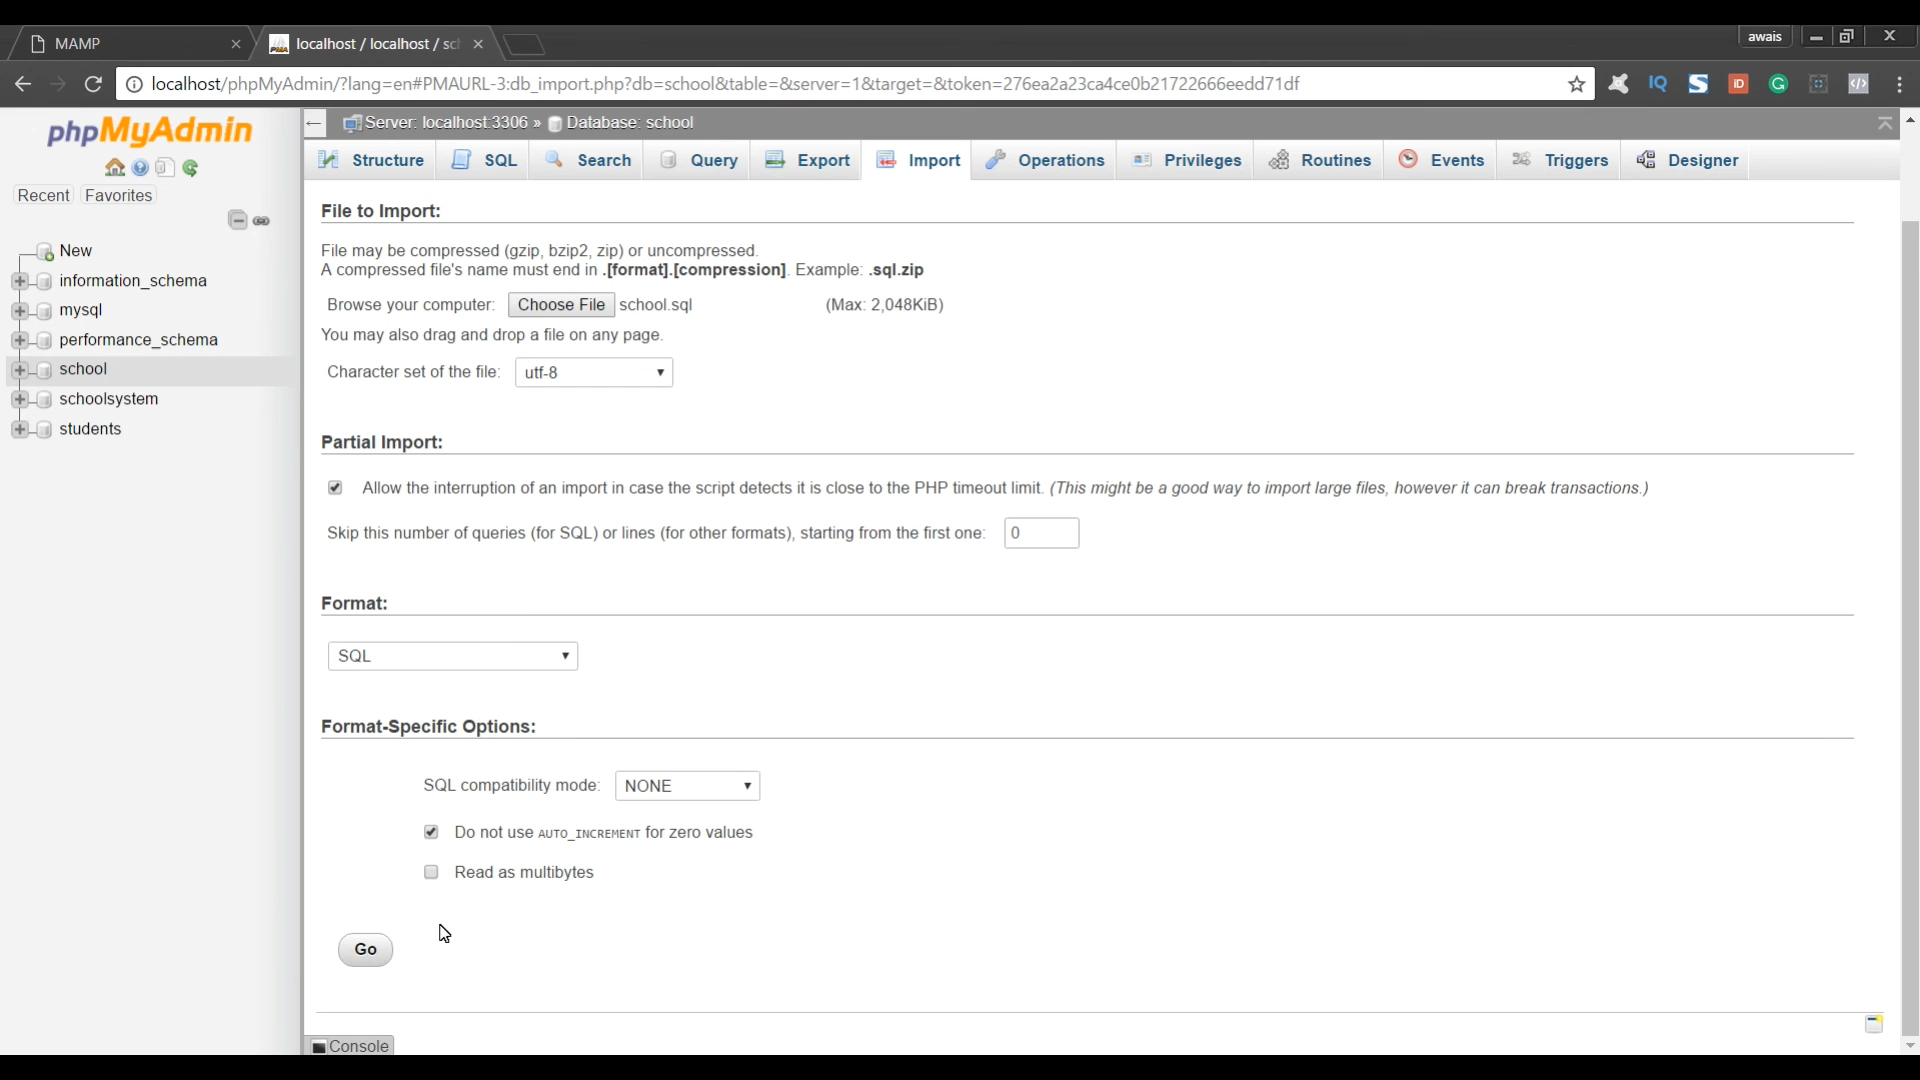 MAMP
localhost / localhost / sc
awais
localhost/phpMyAdmin/?lang=en#PMAURL-3:db_import.php?db=school&table=&server=1&target=&token=276ea2a23ca4ce0b21722666eedd71df
IQ
S
iD
G
</>
phpMyAdmin
Recent
Favorites
New
information_schema
mysql
performance_schema
school
schoolsystem
students
Server: localhost:3306 » Database: school
Structure
SQL
Search
Query
Export
Import
Operations
Privileges
Routines
Events
Triggers
Designer
File to Import:
File may be compressed (gzip, bzip2, zip) or uncompressed.
A compressed file's name must end in .[format].[compression]. Example: .sql.zip
Browse your computer: Choose File school.sql (Max: 2,048KiB)
You may also drag and drop a file on any page.
Character set of the file: utf-8
Partial Import:
Allow the interruption of an import in case the script detects it is close to the PHP timeout limit. (This might be a good way to import large files, however it can break transactions.)
Skip this number of queries (for SQL) or lines (for other formats), starting from the first one: 0
Format:
SQL
Format-Specific Options:
SQL compatibility mode: NONE
Do not use AUTO_INCREMENT for zero values
Read as multibytes
Go
Console